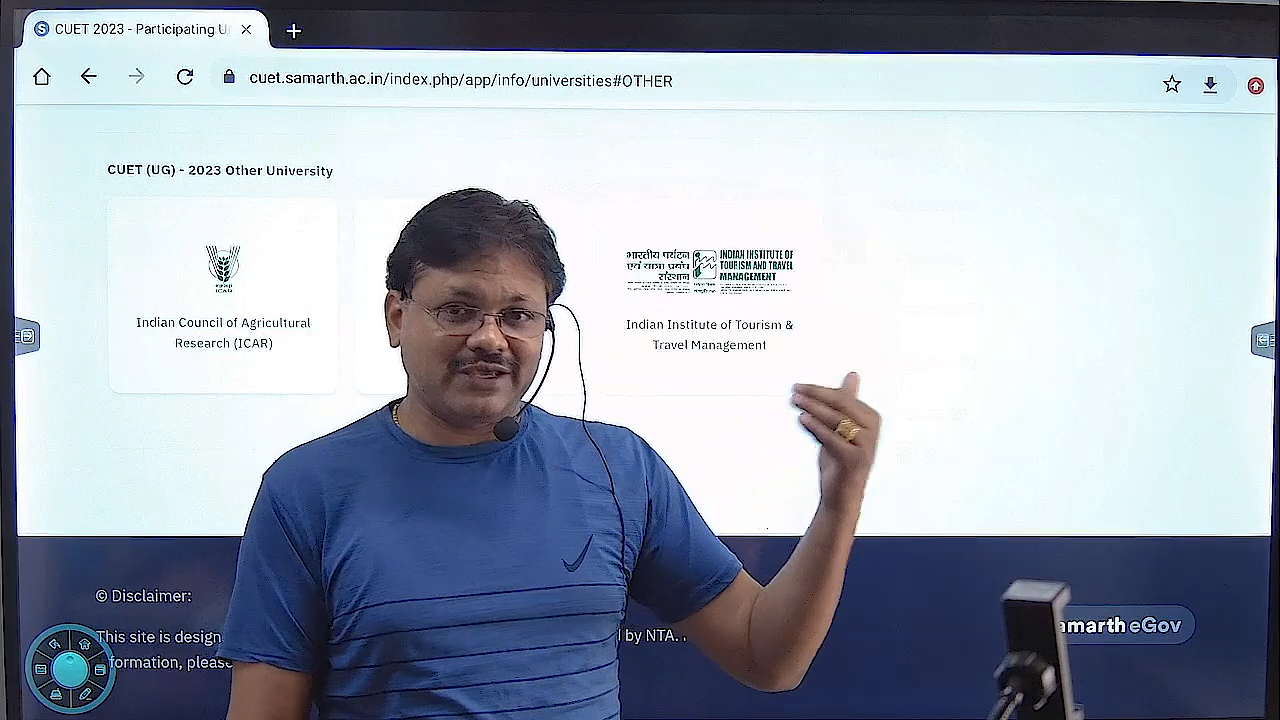 CUET 2023 - Participating U
cuet.samarth.ac.in/index.php/app/info/universities#OTHER
CUET (UG) - 2023 Other University
ICAR
Indian Council of Agricultural
Research (ICAR)
भारतीय पर्यटन
एवं यात्रा प्रबंध
संस्थान
INDIAN INSTITUTE OF
TOURISM AND TRAVEL
MANAGEMENT
Indian Institute of Tourism &
Travel Management
© Disclaimer:
This site is design
by NTA.
formation, please
amarth eGov